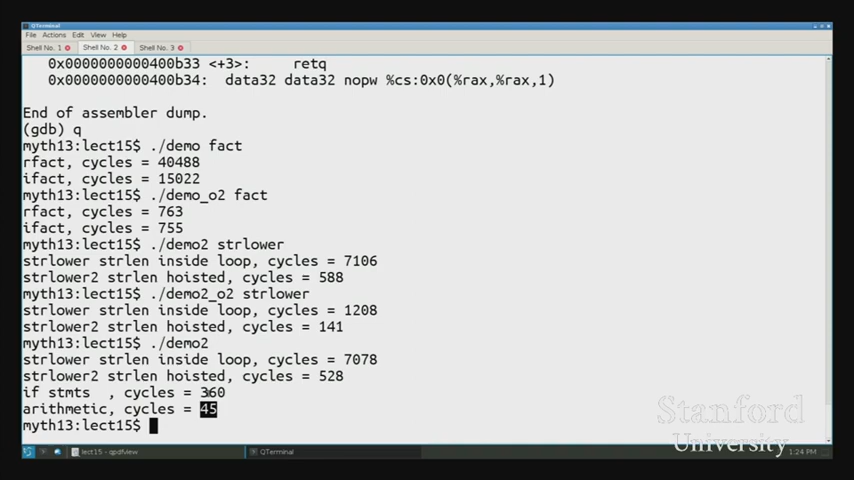 QTerminal
File Actions Edit View Help
Shell No. 1 Shell No. 2 Shell No. 3
0x0000000000400b33 <+3>: retq
0x0000000000400b34: data32 data32 nopw %cs:0x0(%rax,%rax,1)
End of assembler dump.
(gdb) q
myth13:lect15$ ./demo fact
rfact, cycles = 40488
ifact, cycles = 15022
myth13:lect15$ ./demo_o2 fact
rfact, cycles = 763
ifact, cycles = 755
myth13:lect15$ ./demo2 strlower
strlower strlen inside loop, cycles = 7106
strlower2 strlen hoisted, cycles = 588
myth13:lect15$ ./demo2_o2 strlower
strlower strlen inside loop, cycles = 1208
strlower2 strlen hoisted, cycles = 141
myth13:lect15$ ./demo2
strlower strlen inside loop, cycles = 7078
strlower2 strlen hoisted, cycles = 528
if stmts , cycles = 360
arithmetic, cycles = 45
myth13:lect15$
Stanford
University
lect15 - qpdfview QTerminal 1:24 PM